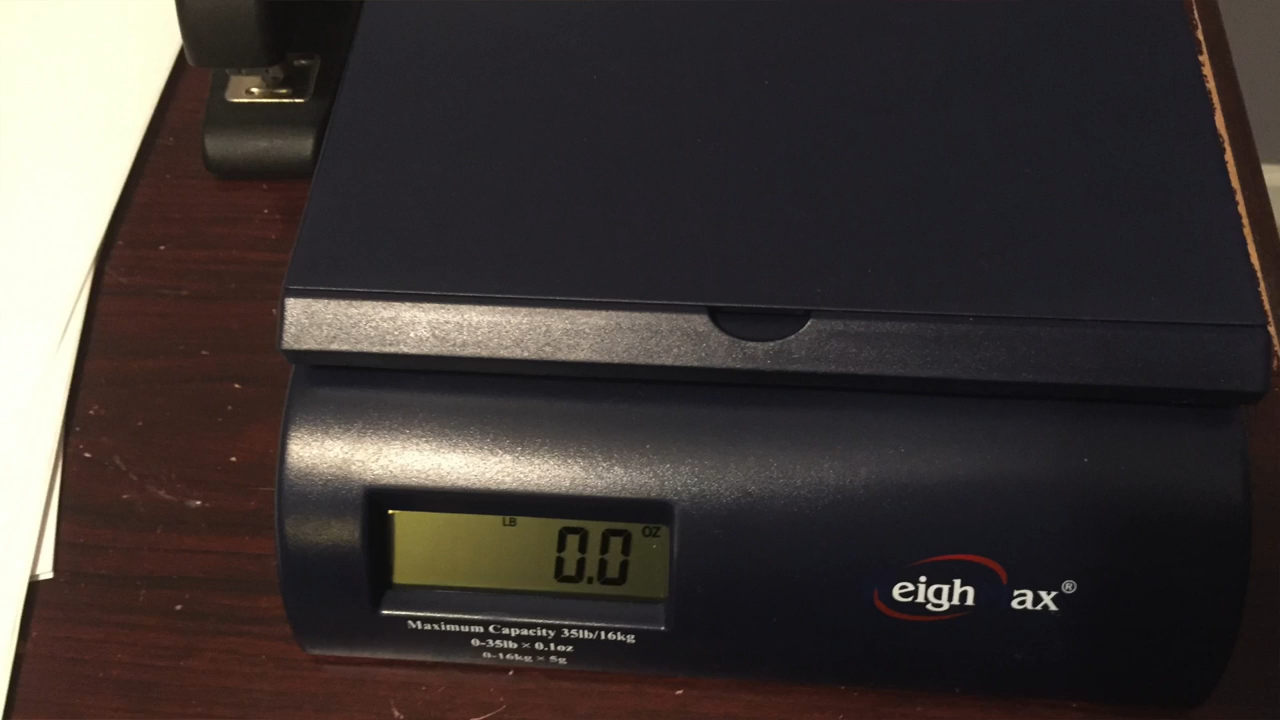 LB 0.0 OZ
Maximum Capacity 35lb/16kg
0-35lb × 0.1oz
0-16kg × 5g
eigh ax®